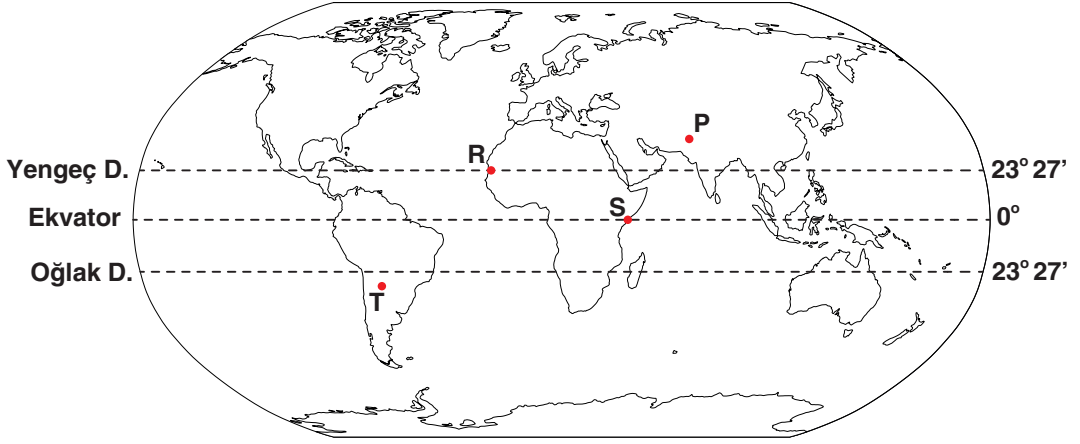 P
R
Yengeç D.
23° 27'
S
Ekvator
0°
Oğlak D.
23° 27'
T